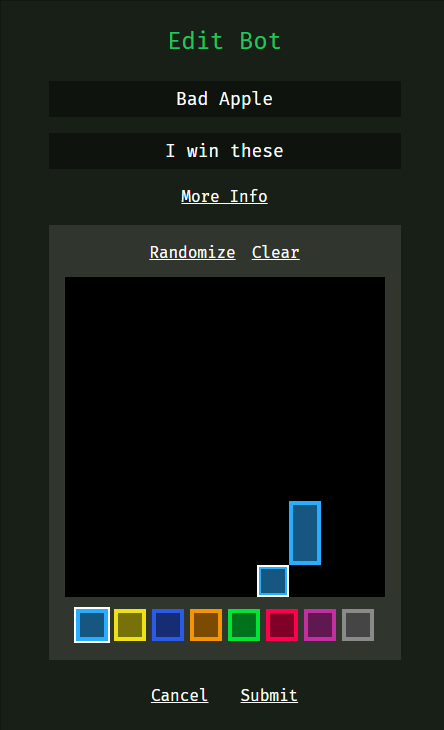 Edit Bot
Bad Apple
I win these
More Info
Randomize Clear
Cancel Submit